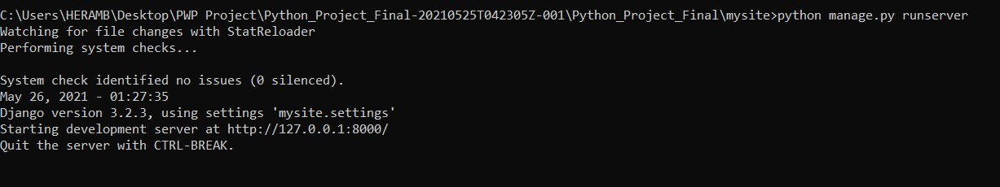 C:\Users\HERAMB\Desktop\PWP Project\Python_Project_Final-20210525T042305Z-001\Python_Project_Final\mysite>python manage.py runserver
Watching for file changes with StatReloader
Performing system checks...
System check identified no issues (0 silenced).
May 26, 2021 - 01:27:35
Django version 3.2.3, using settings 'mysite.settings'
Starting development server at http://127.0.0.1:8000/
Quit the server with CTRL-BREAK.